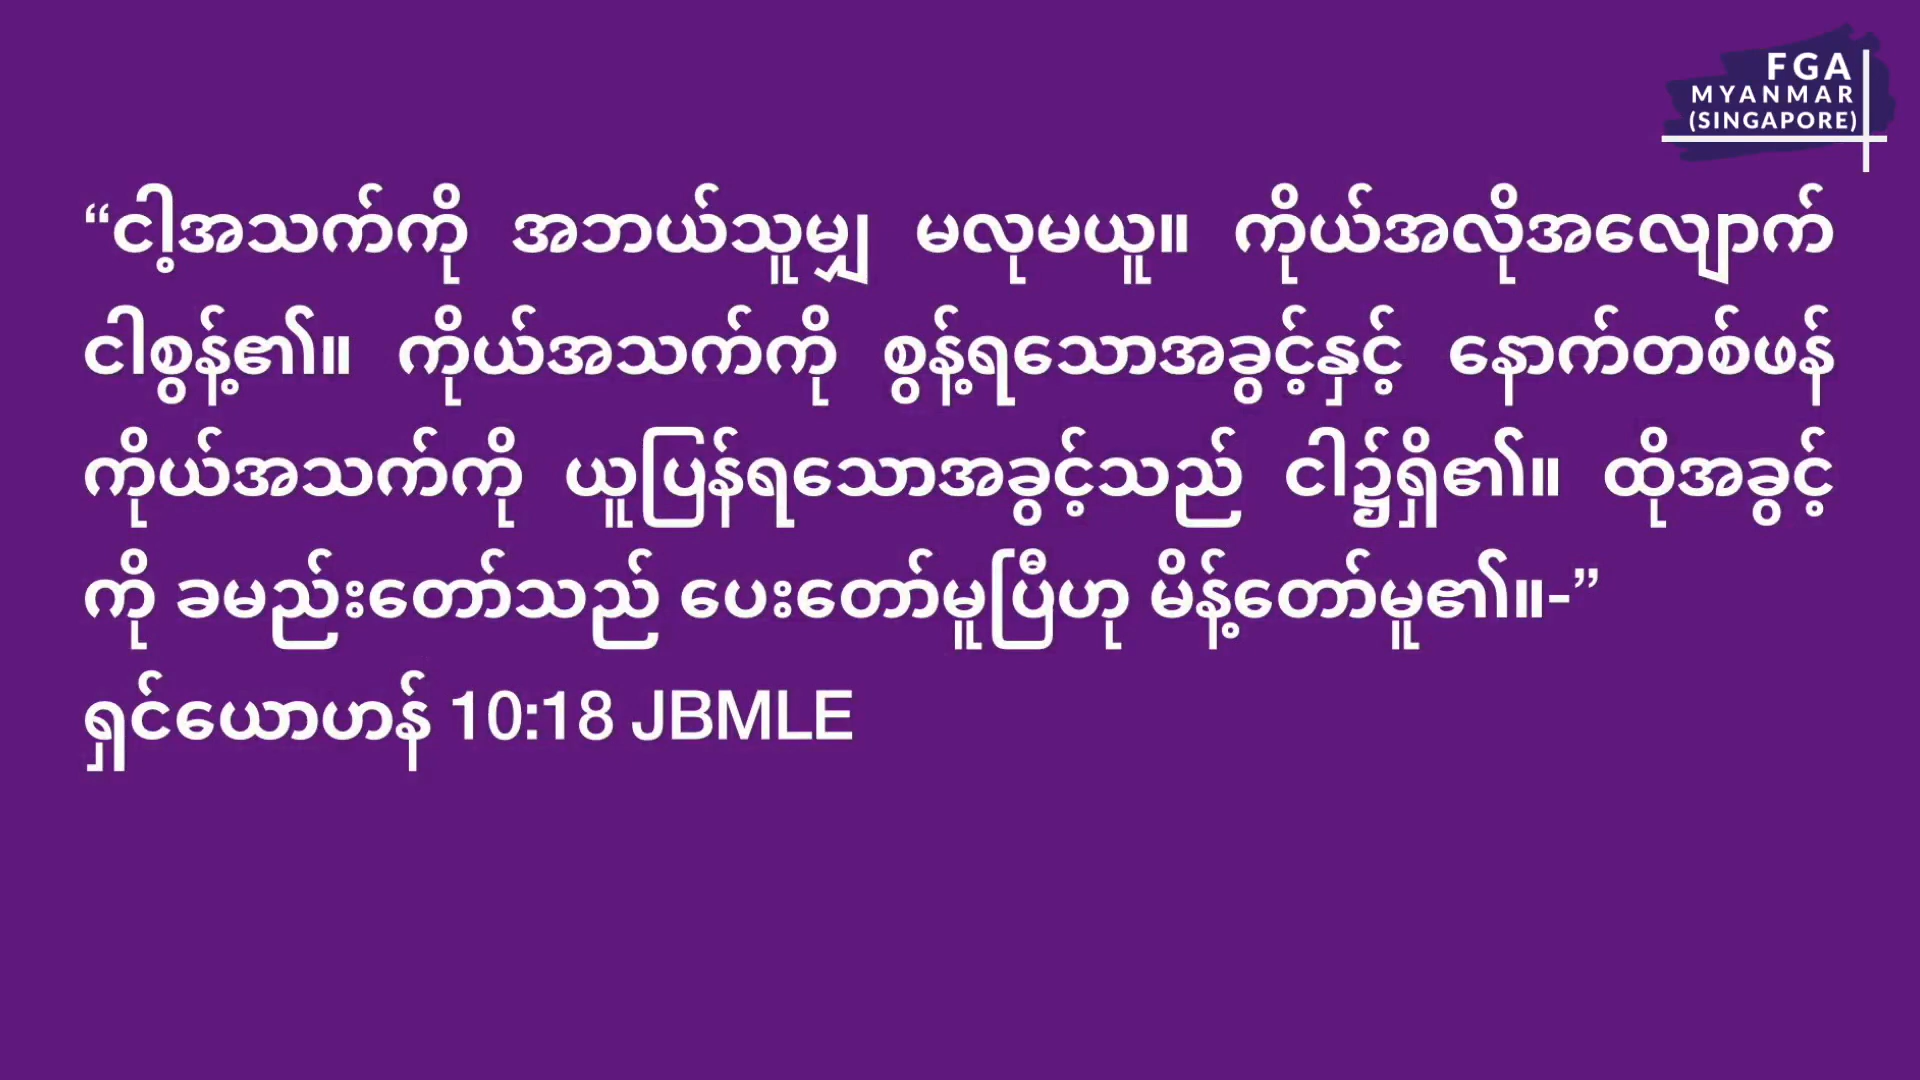 FGA
MYANMAR
(SINGAPORE)
“ငါ့အသက်ကို အဘယ်သူမျှ မလုမယူ။ ကိုယ်အလိုအလျောက်
ငါစွန့်၏။ ကိုယ်အသက်ကို စွန့်ရသောအခွင့်နှင့် နောက်တစ်ဖန်
ကိုယ်အသက်ကို ယူပြန်ရသောအခွင့်သည် ငါ၌ရှိ၏။ ထိုအခွင့်
ကို ခမည်းတော်သည် ပေးတော်မူပြီဟု မိန့်တော်မူ၏။-”
ရှင်ယောဟန် 10:18 JBMLE